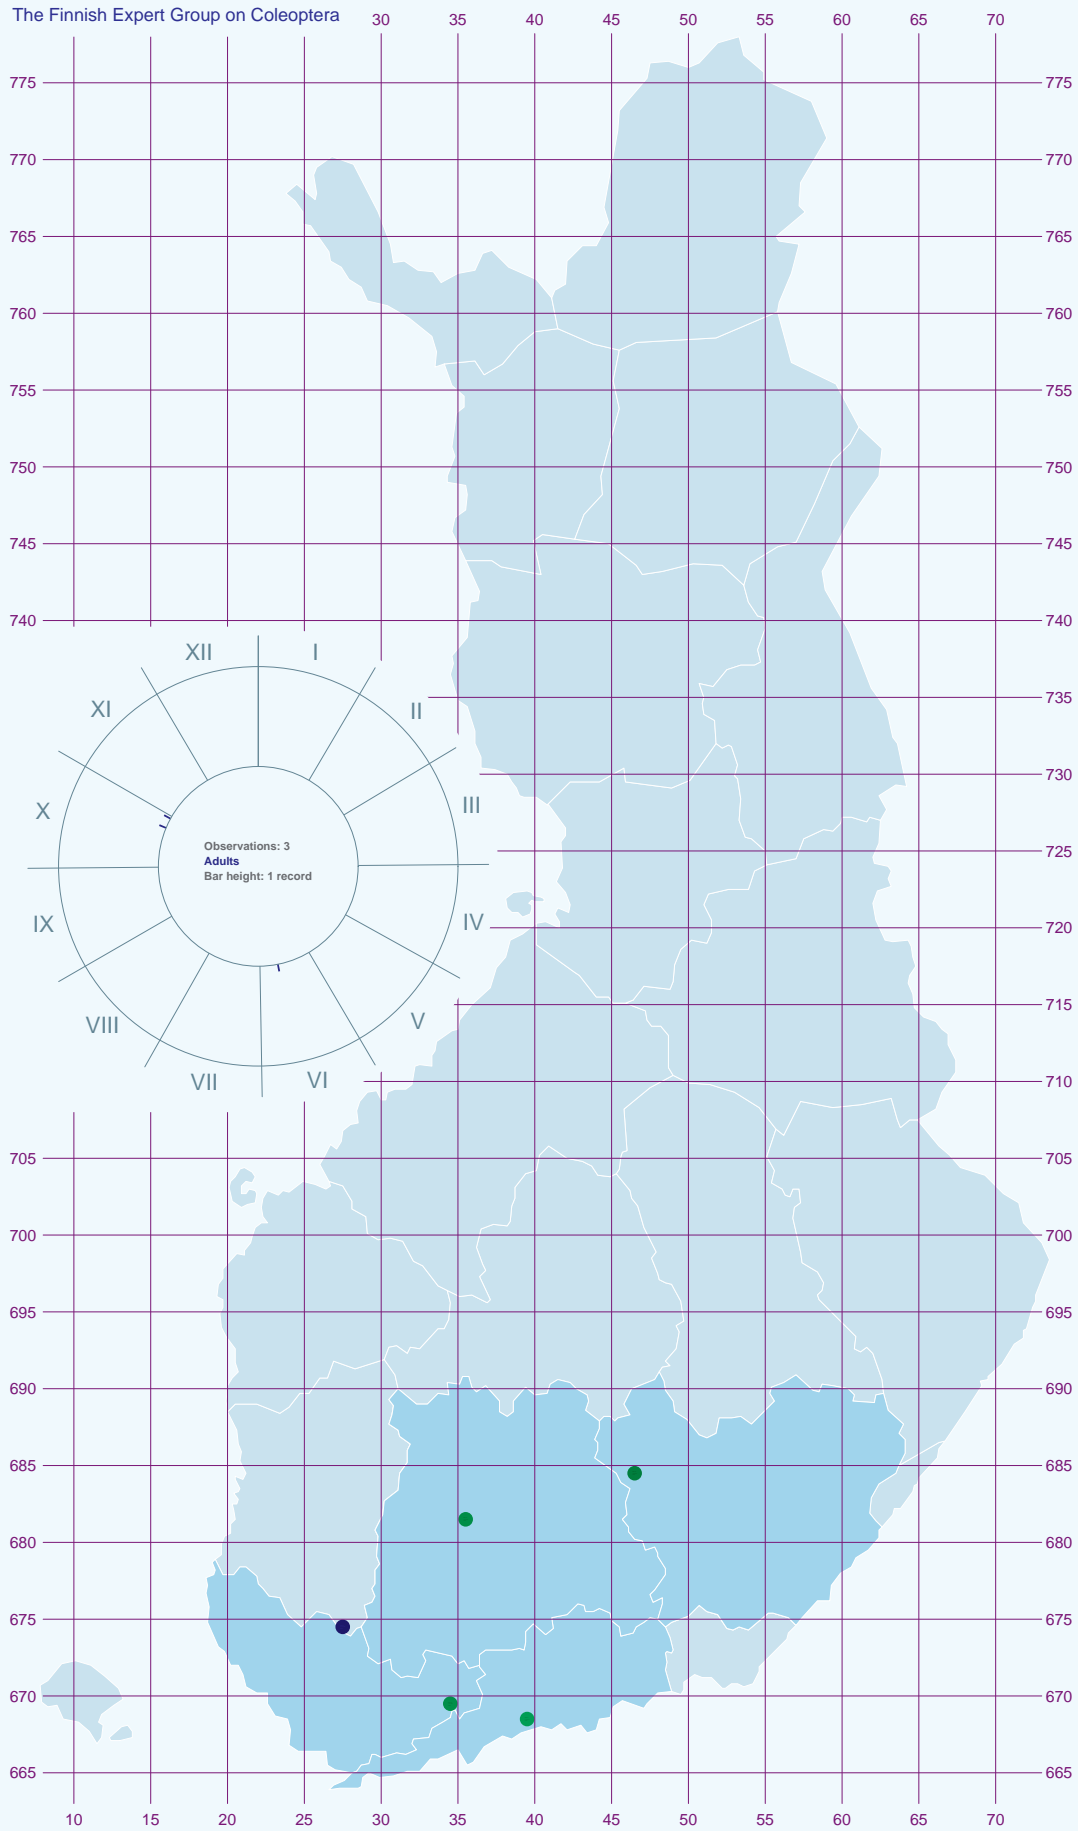 The Finnish Expert Group on Coleoptera 30 35 40 45 50 55 60 65 70
775 775
770 770
765 765
760 760
755 755
750 750
745 745
740 740
XII I
XI II
735
730
X III
725
Observations: 3
Adults
Bar height: 1 record
IX IV 720
715
VIII V
VII VI
710
705 705
700 700
695 695
690 690
685 685
680 680
675 675
670 670
665 665
10 15 20 25 30 35 40 45 50 55 60 65 70